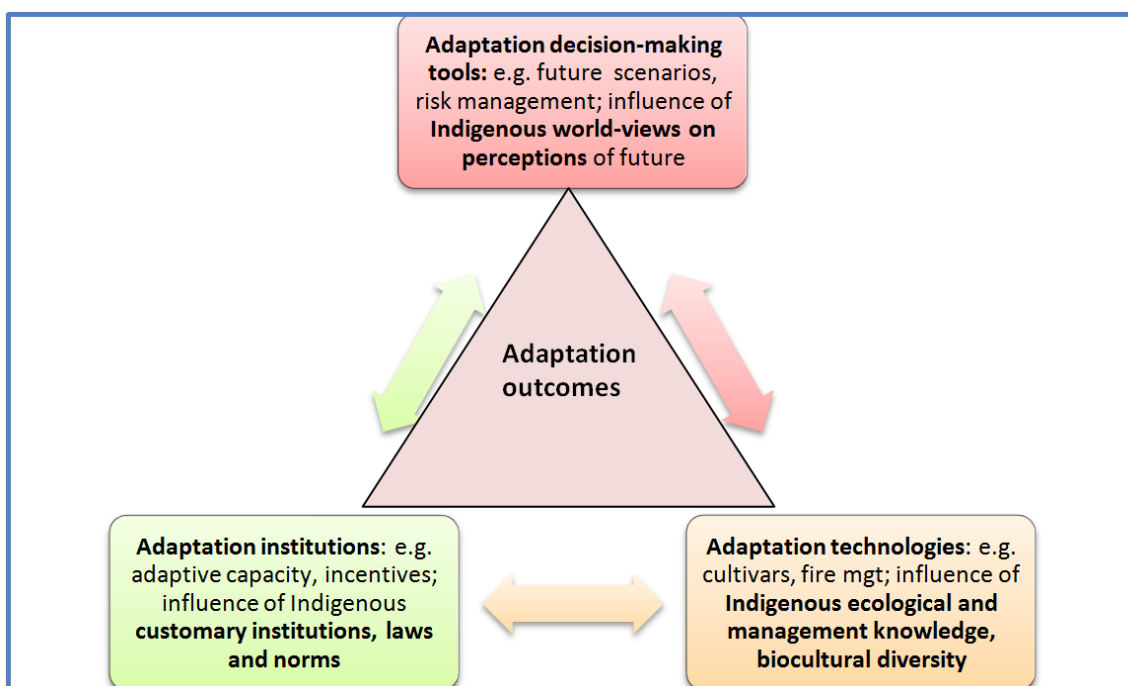 Adaptation decision-making
tools: e.g. future scenarios,
risk management; influence of
Indigenous world-views on
perceptions of future
Adaptation
outcomes
Adaptation institutions: e.g.
adaptive capacity, incentives;
influence of Indigenous
customary institutions, laws
and norms
Adaptation technologies: e.g.
cultivars, fire mgt; influence of
Indigenous ecological and
management knowledge,
biocultural diversity